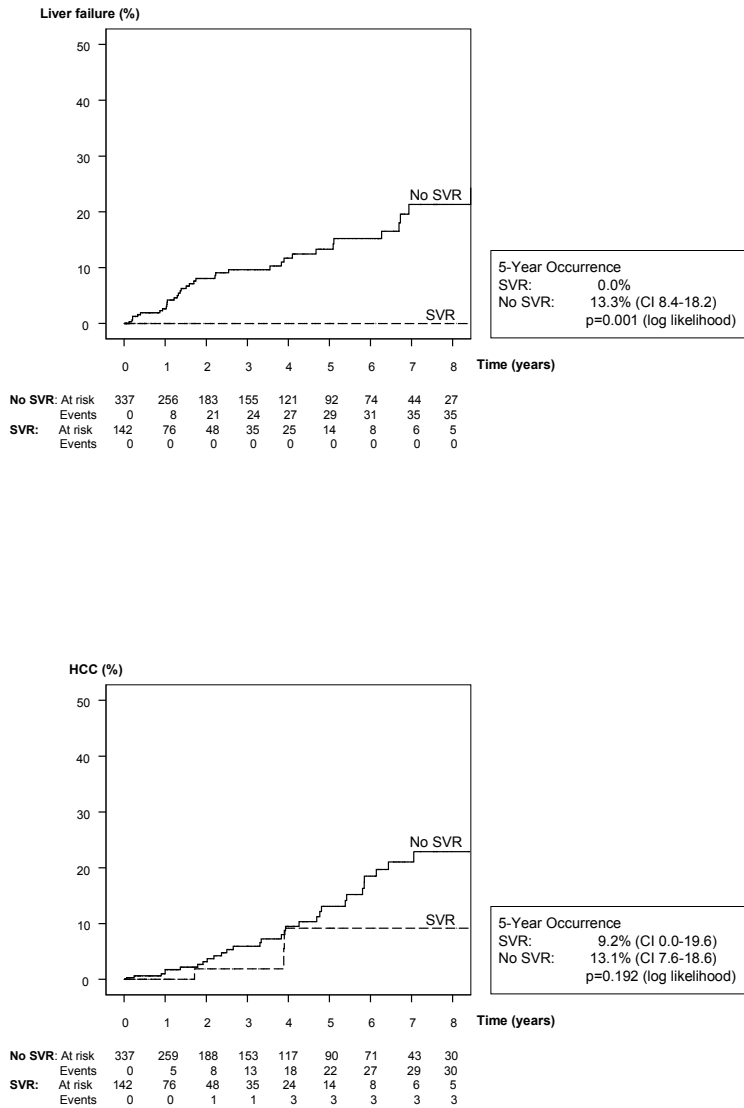 Liver failure (%)
50
40
30
20
10
0
No SVR
SVR
5-Year Occurrence
SVR: 0.0%
No SVR: 13.3% (CI 8.4-18.2)
p=0.001 (log likelihood)
0 1 2 3 4 5 6 7 8 Time (years)
No SVR: At risk 337 256 183 155 121 92 74 44 27
Events 0 8 21 24 27 29 31 35 35
SVR: At risk 142 76 48 35 25 14 8 6 5
Events 0 0 0 0 0 0 0 0 0
HCC (%)
50
40
30
20
10
0
No SVR
SVR
5-Year Occurrence
SVR: 9.2% (CI 0.0-19.6)
No SVR: 13.1% (CI 7.6-18.6)
p=0.192 (log likelihood)
0 1 2 3 4 5 6 7 8 Time (years)
No SVR: At risk 337 259 188 153 117 90 71 43 30
Events 0 5 8 13 18 22 27 29 30
SVR: At risk 142 76 48 35 24 14 8 6 5
Events 0 0 1 1 3 3 3 3 3